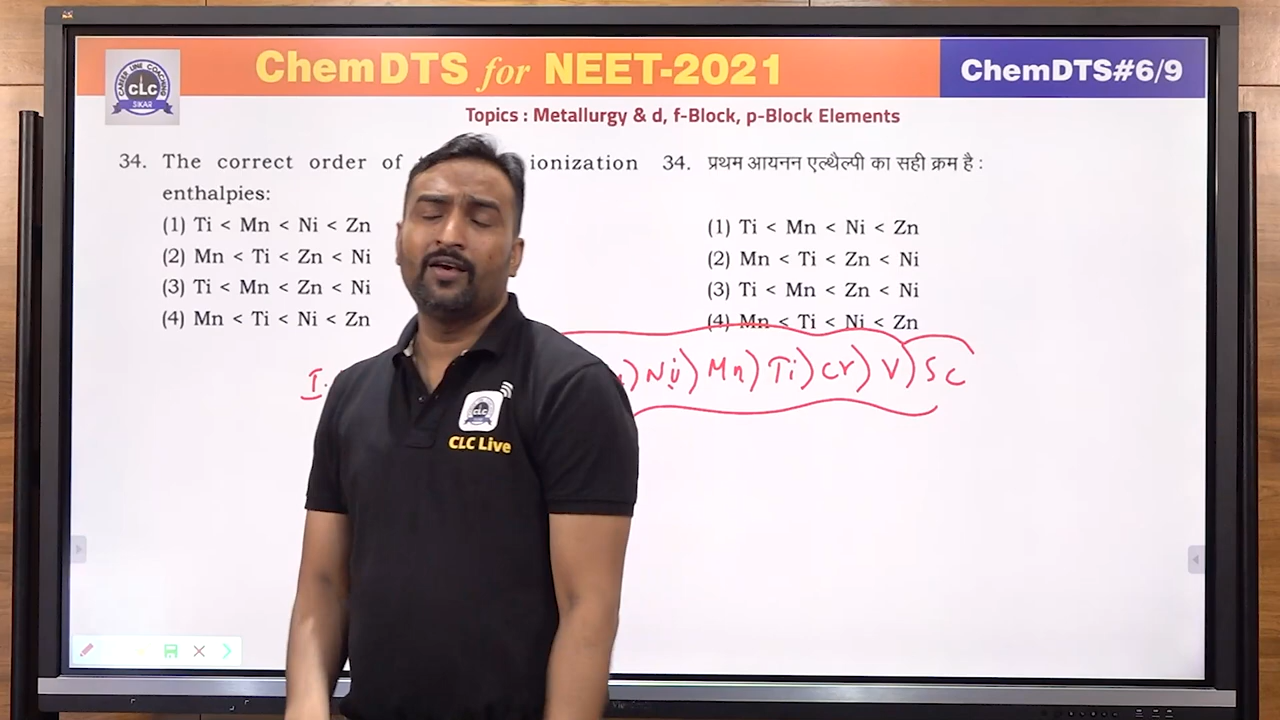 ChemDTS for NEET-2021
ChemDTS#6/9
CAREER LINE COACHING
CLC
SIKAR
Topics : Metallurgy & d, f-Block, p-Block Elements
34. The correct order of ionization
enthalpies:
(1) Ti < Mn < Ni < Zn
(2) Mn < Ti < Zn < Ni
(3) Ti < Mn < Zn < Ni
(4) Mn < Ti < Ni < Zn
34. प्रथम आयनन एल्थैल्पी का सही क्रम है :
(1) Ti < Mn < Ni < Zn
(2) Mn < Ti < Zn < Ni
(3) Ti < Mn < Zn < Ni
(4) Mn < Ti < Ni < Zn
I. ) Ni) Mn) Ti) Cr) V) Sc
CLC
CLC Live